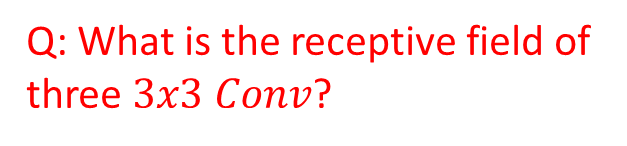 Q: What is the receptive field of
three 3x3 Conv?